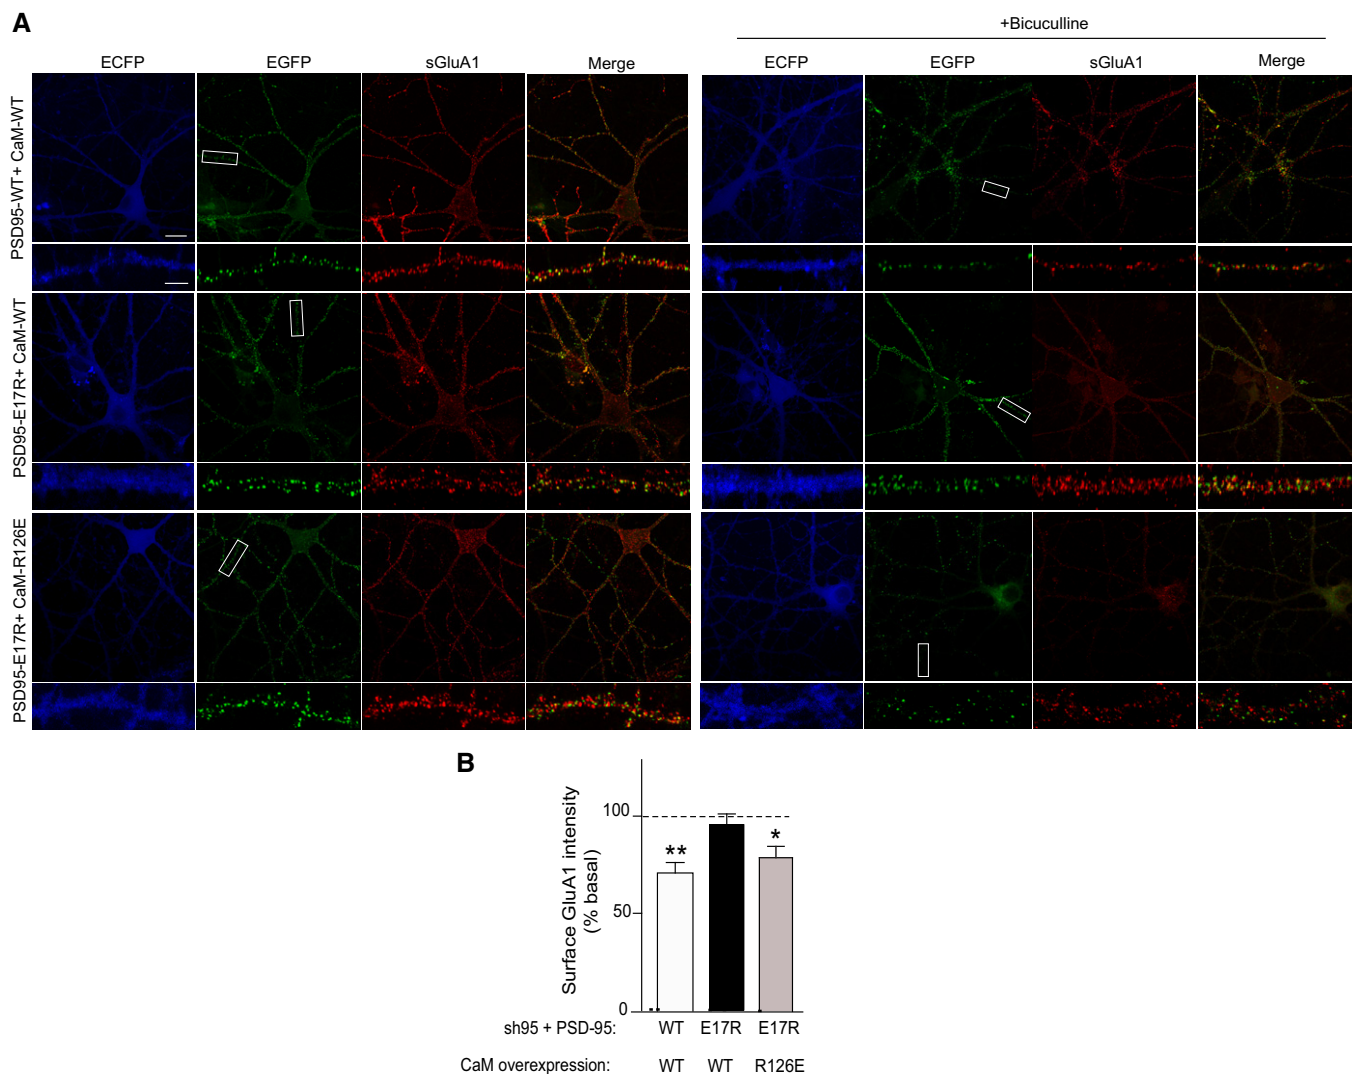 A
+Bicuculline
ECFP EGFP sGluA1 Merge ECFP EGFP sGluA1 Merge
PSD95-WT+ CaM-WT
PSD95-E17R+ CaM-WT
PSD95-E17R+ CaM-R126E
B
Surface GluA1 intensity
(% basal)
100
50
0
** *
sh95 + PSD-95: WT E17R E17R
CaM overexpression: WT WT R126E